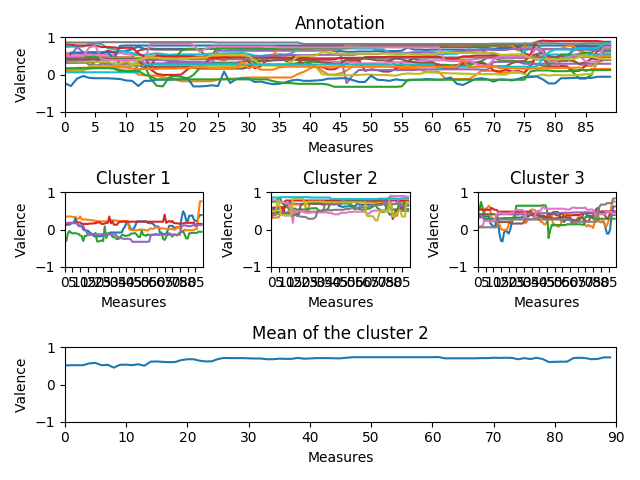 Annotation
Valence
1
0
−1
0 5 10 15 20 25 30 35 40 45 50 55 60 65 70 75 80 85
Measures
Cluster 1 Cluster 2 Cluster 3
Valence Valence Valence
1 1 1
0 0 0
−1 −1 −1
Measures Measures Measures
Mean of the cluster 2
Valence
1
0
−1
0 10 20 30 40 50 60 70 80 90
Measures